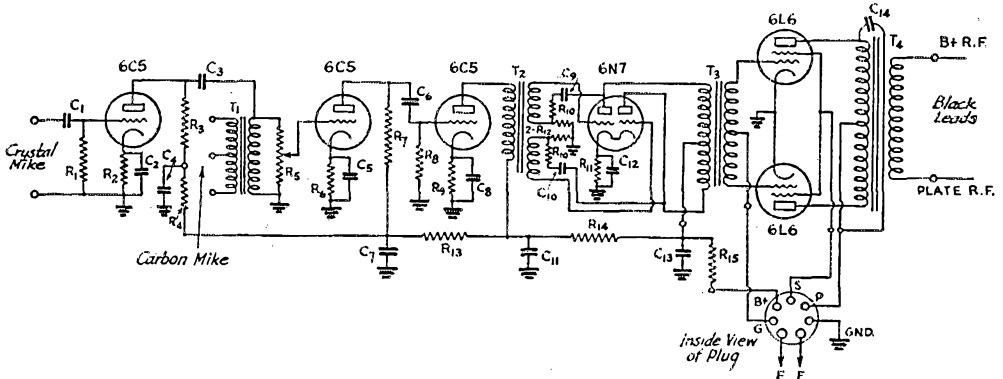 6C5
6C5
6C5
6N7
6L6
6L6
C1
R1
R2
C2
C3
R3
C4
R4
T1
R5
R6
C5
R7
C6
R8
R9
C8
T2
C9
R10
2-R12
R10
C10
R11
C12
T3
C14
T4
C7
R13
C11
R14
C13
R15
Crystal
Mike
Carbon Mike
B+ R.F.
Black
Leads
PLATE R.F.
B+
S
P
G
GND.
F
F
Inside View
of Plug